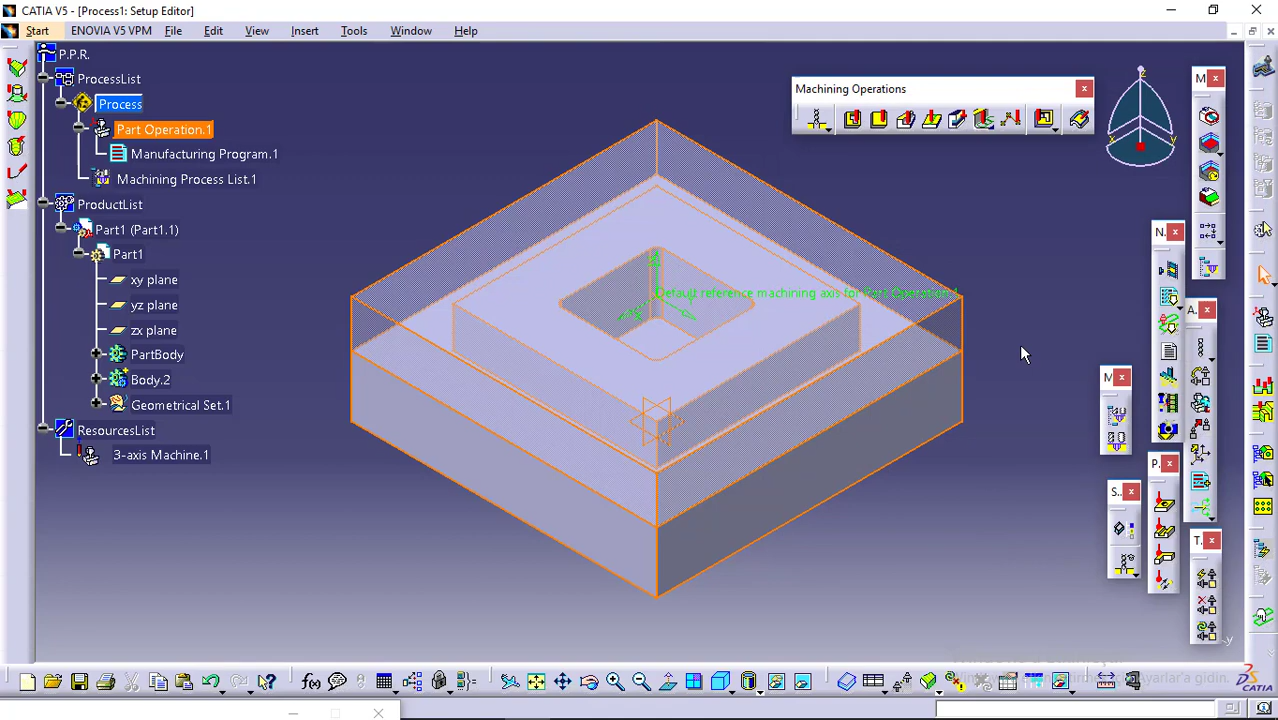 CATIA V5 - [Process1: Setup Editor]
Start ENOVIA V5 VPM File Edit View Insert Tools Window Help
P.P.R.
ProcessList
Process
Part Operation.1
Manufacturing Program.1
Machining Process List.1
ProductList
Part1 (Part1.1)
Part1
xy plane
yz plane
zx plane
PartBody
Body.2
Geometrical Set.1
ResourcesList
3-axis Machine.1
Machining Operations
Default reference machining axis for Part Operation.1
z
x
y
M
N.
A.
M
P.
S..
T.
y
Ayarlar'a gidin.
f(x)
CATIA